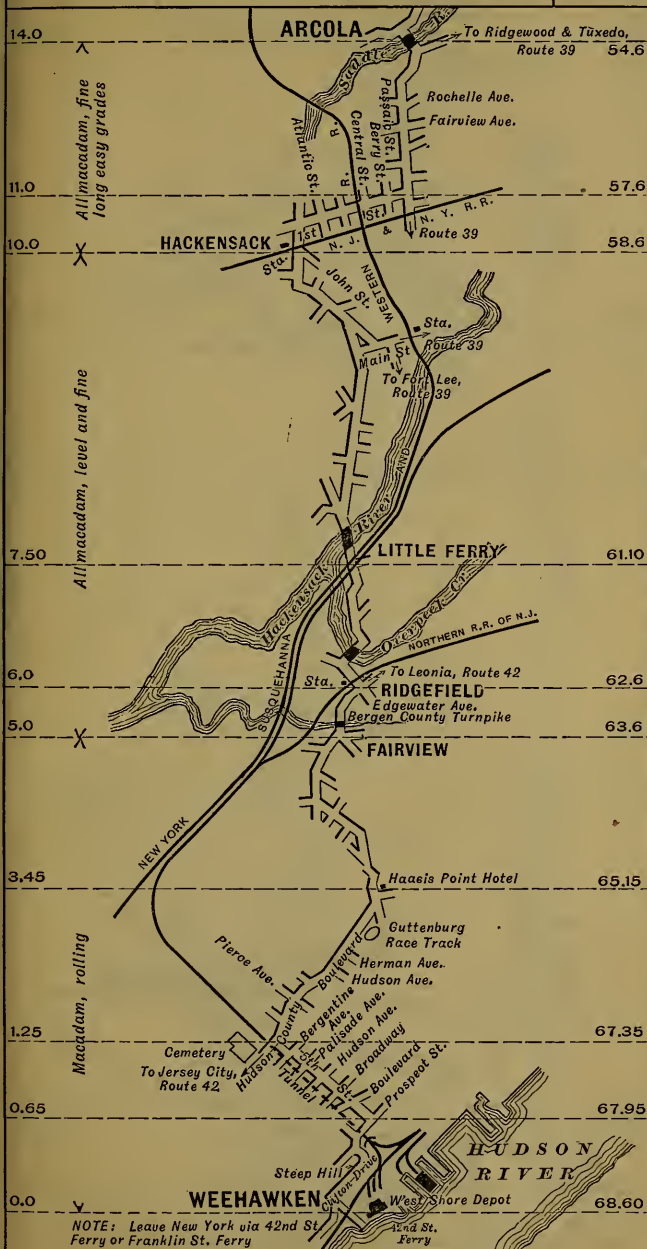 ARCOLA
14.0
To Ridgewood & Tuxedo,
Route 39
54.6
Saddle R.
All macadam, fine
long easy grades
Rochelle Ave.
Fairview Ave.
Passaic St.
Berry St.
Central St.
Atlantic St.
R. R.
11.0
57.6
1st St.
N. J. & N. Y. R. R.
Route 39
HACKENSACK
Sta.
10.0
58.6
John St.
WESTERN
Sta.
Route 39
Main St
To Fort Lee,
Route 39
All macadam, level and fine
AND
Hackensack River
7.50
LITTLE FERRY
61.10
Overpeck Cr.
NORTHERN R.R. OF N.J.
SUSQUEHANNA
To Leonia, Route 42
Sta.
6.0
RIDGEFIELD
62.6
Edgewater Ave.
Bergen County Turnpike
5.0
63.6
FAIRVIEW
NEW YORK
3.45
Haasis Point Hotel
65.15
Guttenburg
Race Track
Pierce Ave.
Herman Ave.
Hudson Ave.
Hudson County Boulevard
Macadam, rolling
Bergentine
Ave.
Palisade Ave.
Hudson Ave.
Broadway
Boulevard
Prospect St.
1.25
67.35
Cemetery
To Jersey City,
Route 42
5th St.
Tunnel
0.65
67.95
HUDSON
RIVER
Steep Hill
Clifton Drive
WEEHAWKEN
West Shore Depot
0.0
68.60
42nd St.
Ferry
NOTE: Leave New York via 42nd St.
Ferry or Franklin St. Ferry